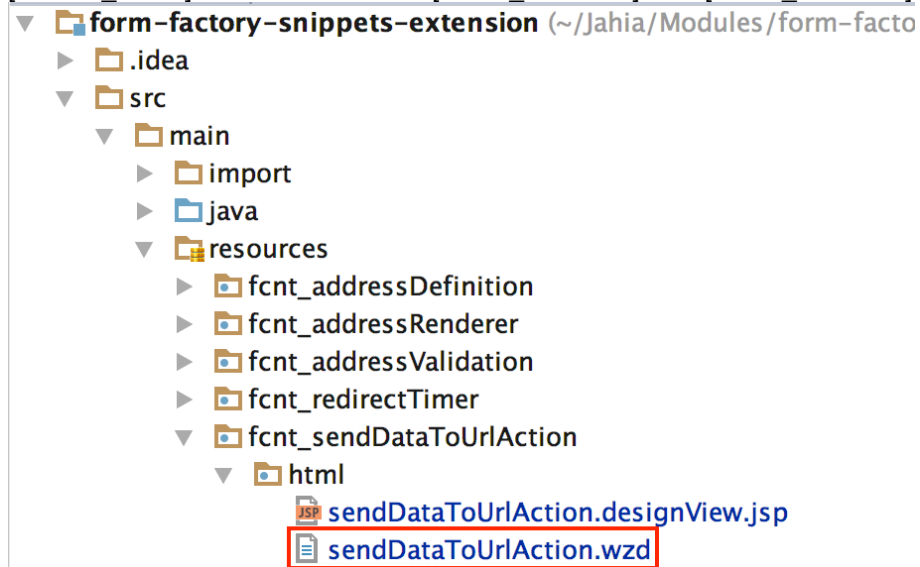 form-factory-snippets-extension (~/Jahia/Modules/form-facto
.idea
src
main
import
java
resources
fcnt_addressDefinition
fcnt_addressRenderer
fcnt_addressValidation
fcnt_redirectTimer
fcnt_sendDataToUrlAction
html
JSP sendDataToUrlAction.designView.jsp
sendDataToUrlAction.wzd